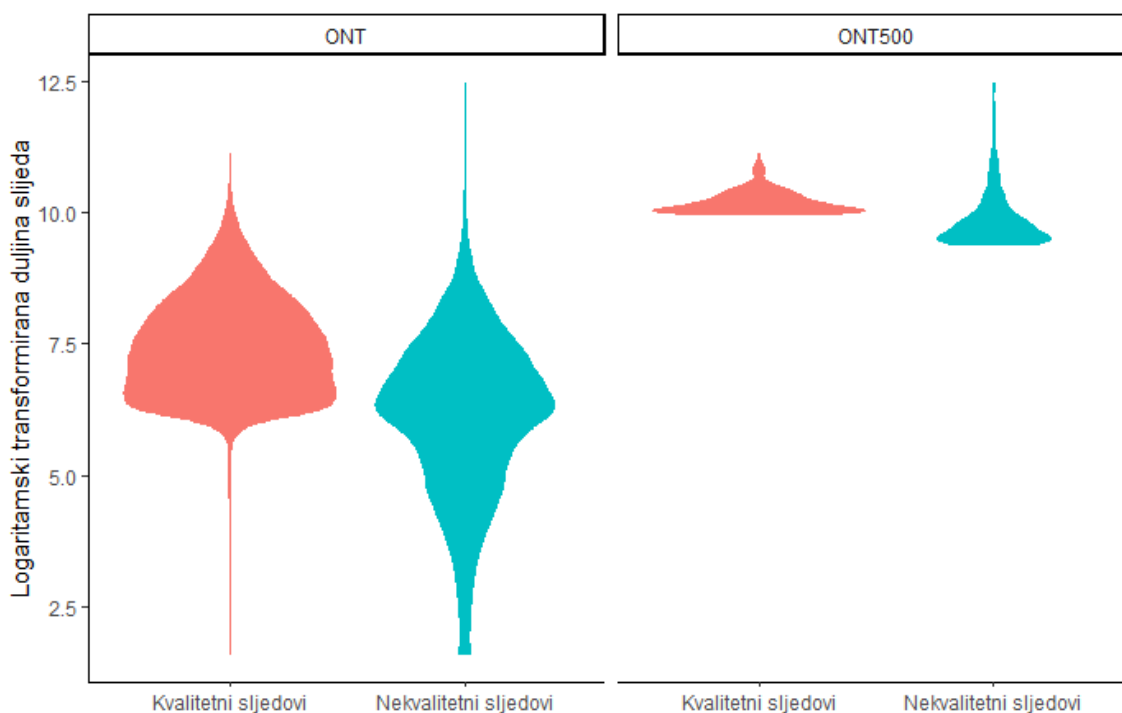 ONT
ONT500
Logaritamski transformirana duljina slijeda
12.5
10.0
7.5
5.0
2.5
Kvalitetni sljedovi
Nekvalitetni sljedovi
Kvalitetni sljedovi
Nekvalitetni sljedovi